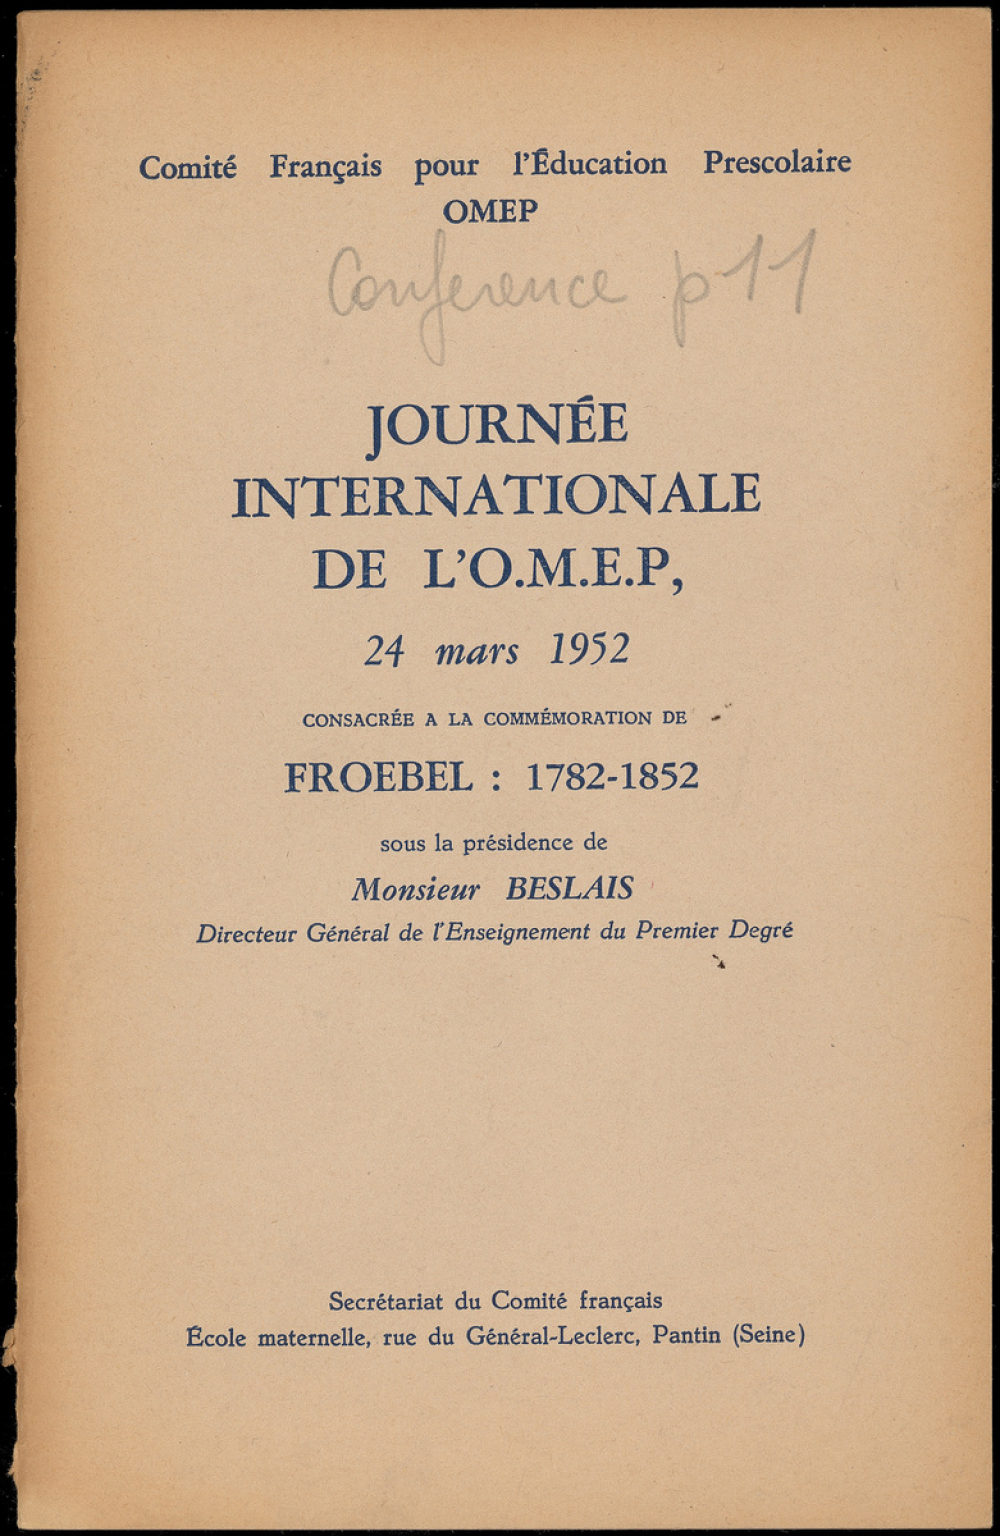 Comité Français pour l'Éducation Prescolaire
OMEP
Conference p 11
JOURNÉE
INTERNATIONALE
DE L'O.M.E.P,
24 mars 1952
CONSACRÉE A LA COMMÉMORATION DE
FROEBEL : 1782-1852
sous la présidence de
Monsieur BESLAIS
Directeur Général de l'Enseignement du Premier Degré
Secrétariat du Comité français
École maternelle, rue du Général-Leclerc, Pantin (Seine)